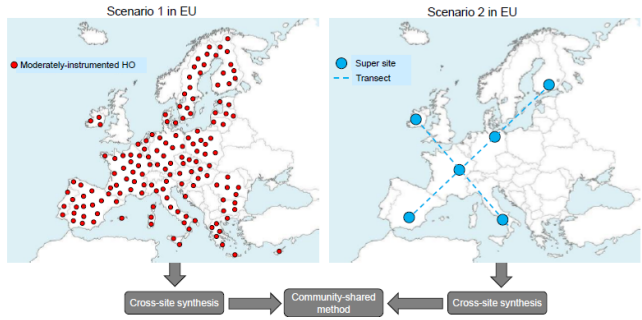 Scenario 1 in EU
Scenario 2 in EU
Moderately-instrumented HO
Super site
Transect
Cross-site synthesis
Community-shared
method
Cross-site synthesis